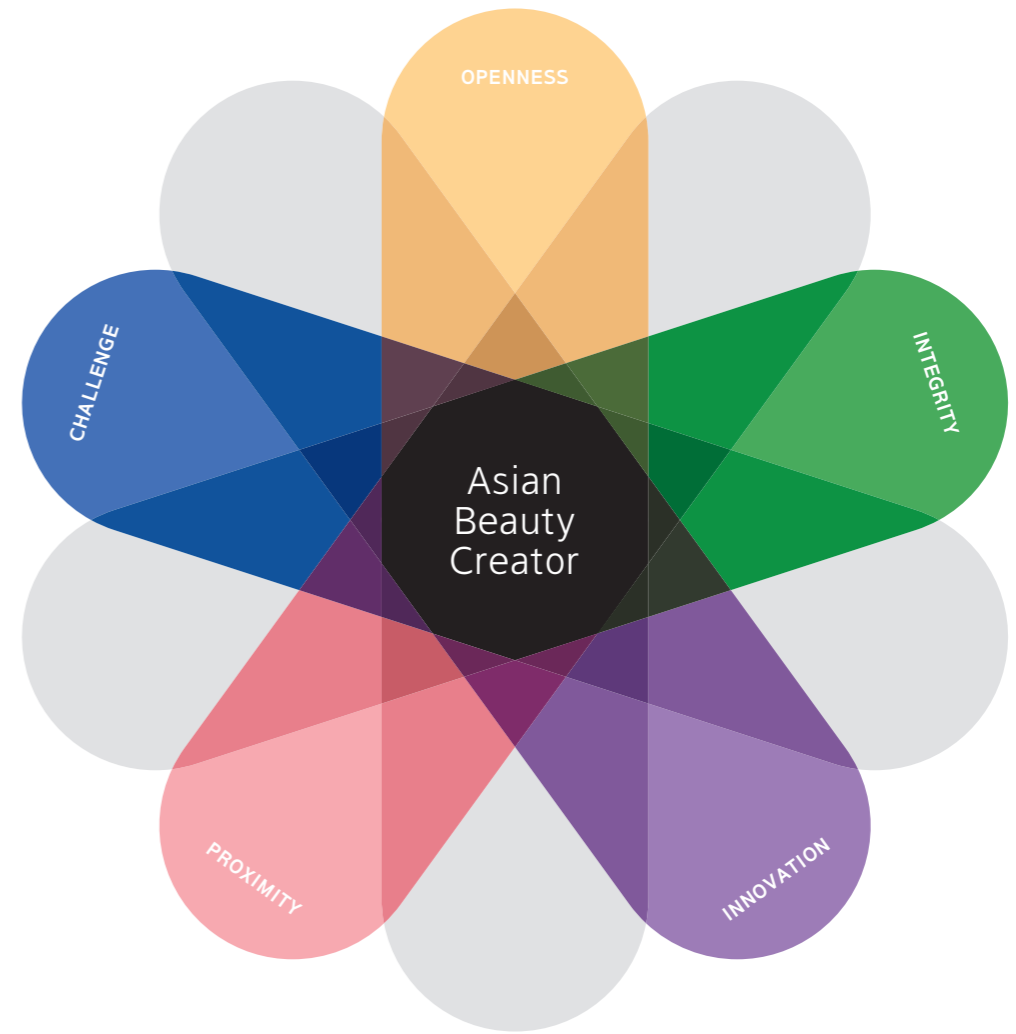 OPENNESS
CHALLENGE
INTEGRITY
Asian
Beauty
Creator
PROXIMITY
INNOVATION